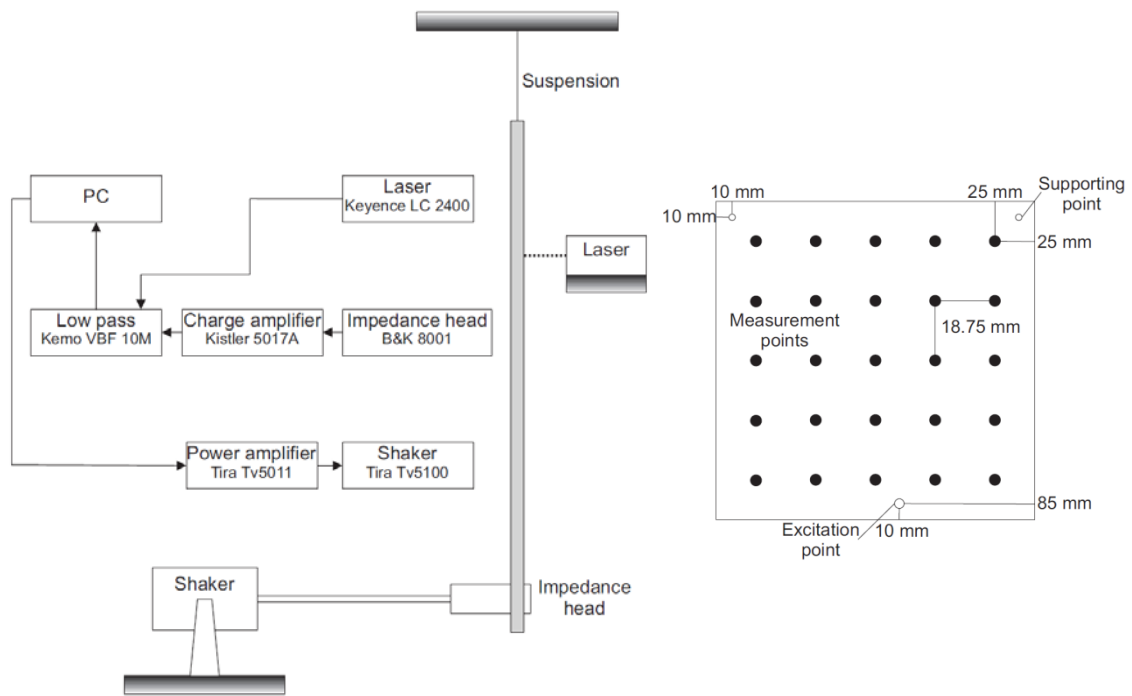 Suspension
PC
Laser
Keyence LC 2400
Laser
Low pass
Kemo VBF 10M
Charge amplifier
Kistler 5017A
Impedance head
B&K 8001
Power amplifier
Tira Tv5011
Shaker
Tira Tv5100
Shaker
Impedance
head
10 mm
10 mm
25 mm
Supporting
point
25 mm
Measurement
points
18.75 mm
85 mm
Excitation
point
10 mm